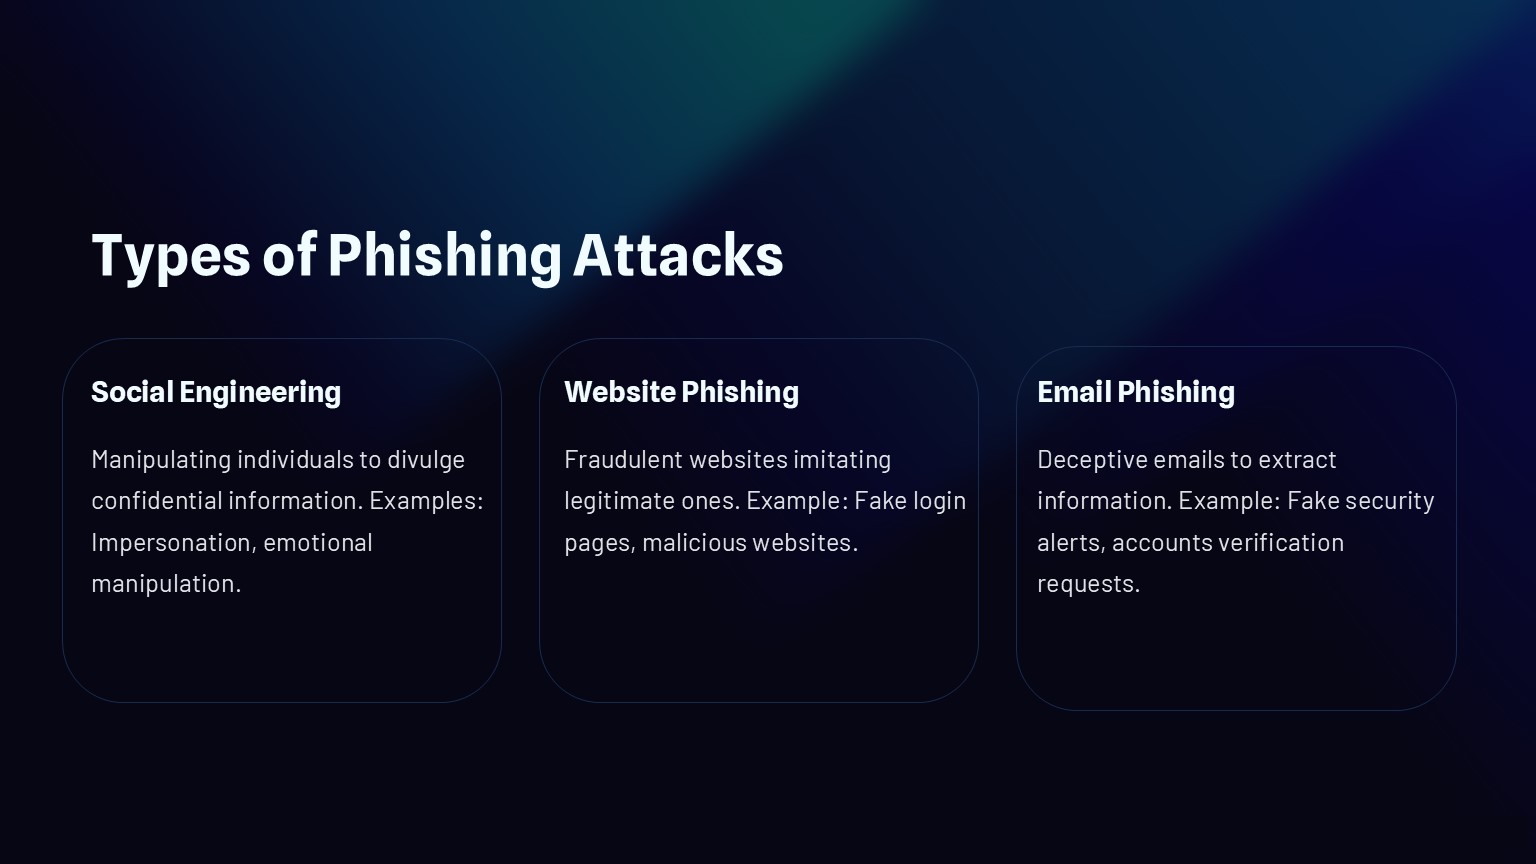 Types of Phishing Attacks
Social Engineering
Manipulating individuals to divulge
confidential information. Examples:
Impersonation, emotional
manipulation.
Website Phishing
Fraudulent websites imitating
legitimate ones. Example: Fake login
pages, malicious websites.
Email Phishing
Deceptive emails to extract
information. Example: Fake security
alerts, accounts verification
requests.